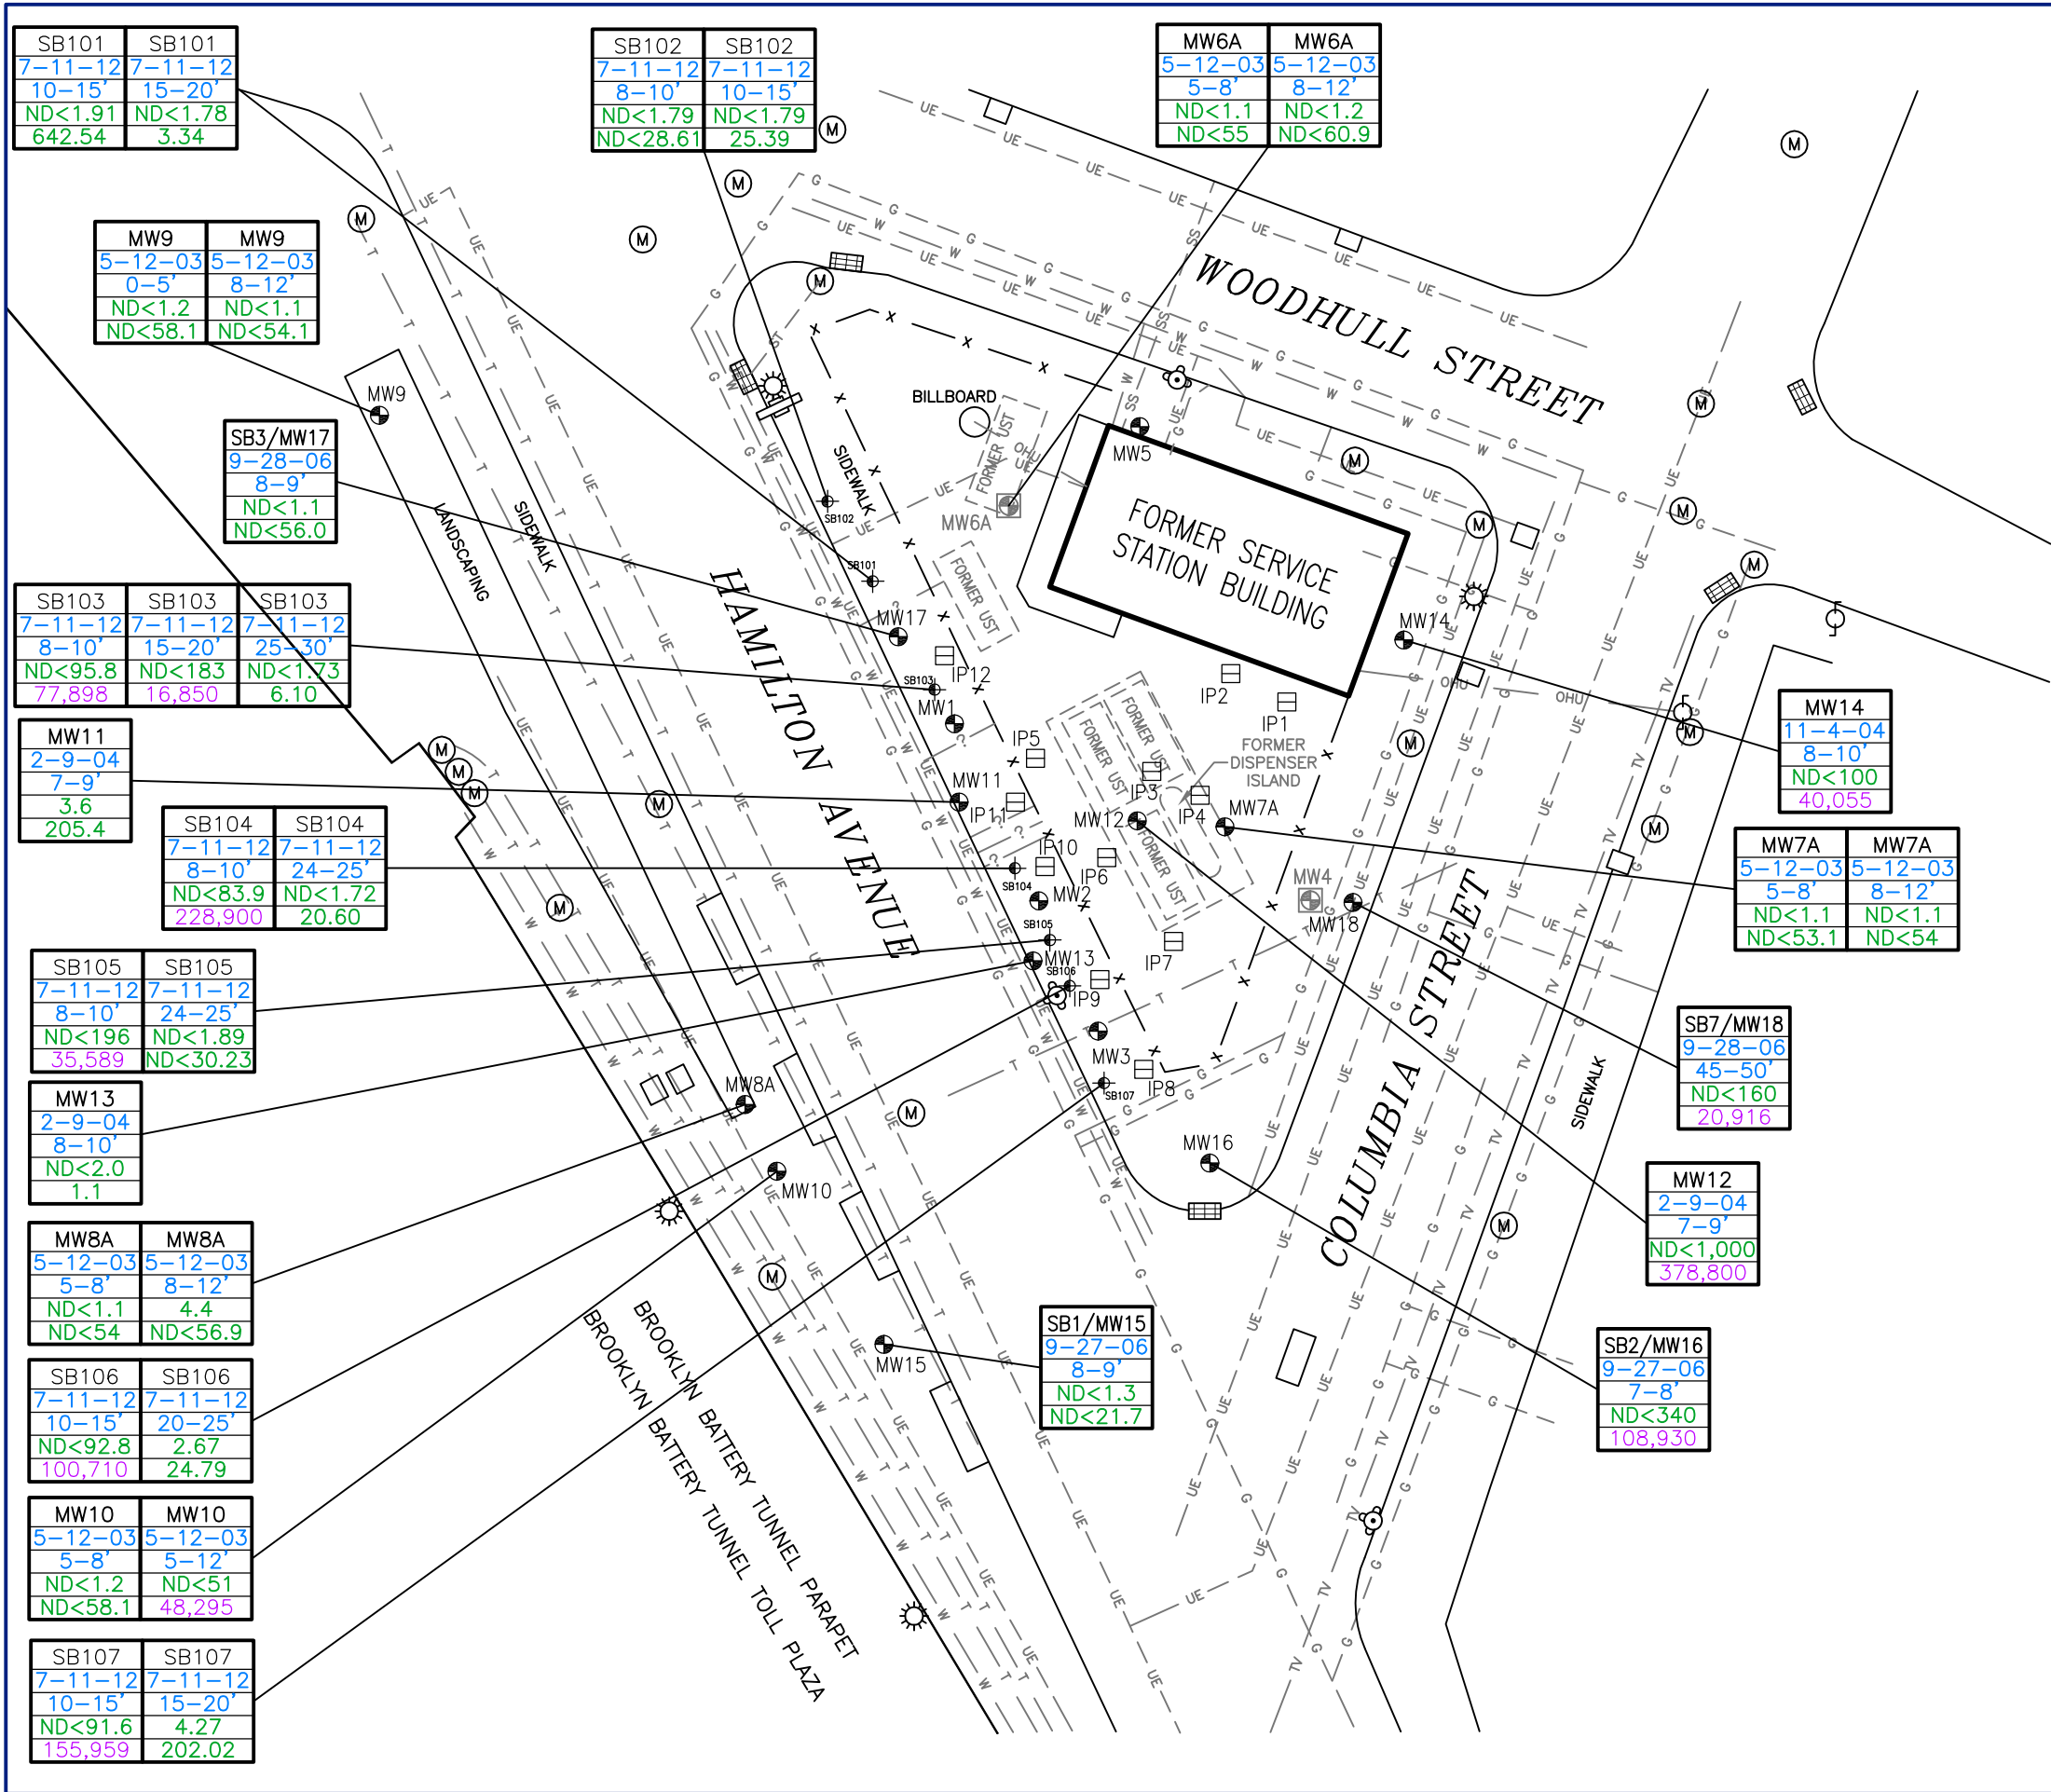 SB101 SB101
7-11-12 7-11-12
10-15' 15-20'
ND<1.91 ND<1.78
642.54 3.34
SB102 SB102
7-11-12 7-11-12
8-10' 10-15'
ND<1.79 ND<1.79
ND<28.61 25.39
MW6A MW6A
5-12-03 5-12-03
5-8' 8-12'
ND<1.1 ND<1.2
ND<55 ND<60.9
MW9 MW9
5-12-03 5-12-03
0-5' 8-12'
ND<1.2 ND<1.1
ND<58.1 ND<54.1
SB3/MW17
9-28-06
8-9'
ND<1.1
ND<56.0
SB103 SB103 SB103
7-11-12 7-11-12 7-11-12
8-10' 15-20' 25-30'
ND<95.8 ND<183 ND<1.73
77,898 16,850 6.10
MW11
2-9-04
7-9'
3.6
205.4
SB104 SB104
7-11-12 7-11-12
8-10' 24-25'
ND<83.9 ND<1.72
228,900 20.60
SB105 SB105
7-11-12 7-11-12
8-10' 24-25'
ND<196 ND<1.89
35,589 ND<30.23
MW13
2-9-04
8-10'
ND<2.0
1.1
MW8A MW8A
5-12-03 5-12-03
5-8' 8-12'
ND<1.1 4.4
ND<54 ND<56.9
SB106 SB106
7-11-12 7-11-12
10-15' 20-25'
ND<92.8 2.67
100,710 24.79
MW10 MW10
5-12-03 5-12-03
5-8' 5-12'
ND<1.2 ND<51
ND<58.1 48,295
SB107 SB107
7-11-12 7-11-12
10-15' 15-20'
ND<91.6 4.27
155,959 202.02
MW14
11-4-04
8-10'
ND<100
40,055
MW7A MW7A
5-12-03 5-12-03
5-8' 8-12'
ND<1.1 ND<1.1
ND<53.1 ND<54
SB7/MW18
9-28-06
45-50'
ND<160
20,916
MW12
2-9-04
7-9'
ND<1,000
378,800
SB1/MW15
9-27-06
8-9'
ND<1.3
ND<21.7
SB2/MW16
9-27-06
7-8'
ND<340
108,930
WOODHULL STREET
HAMILTON AVENUE
COLUMBIA STREET
FORMER SERVICE
STATION BUILDING
BILLBOARD
FORMER UST
FORMER UST
FORMER UST
FORMER UST
FORMER UST
FORMER
DISPENSER
ISLAND
SIDEWALK
SIDEWALK
SIDEWALK
LANDSCAPING
BROOKLYN BATTERY TUNNEL PARAPET
BROOKLYN BATTERY TUNNEL TOLL PLAZA
MW9
MW5
MW6A
SB102
SB101
MW17
IP12
SB103
MW1
IP5
MW11
IP11
IP10
SB104
MW2
SB105
MW13
SB106
IP9
MW3
IP8
SB107
MW16
MW8A
MW10
MW15
IP2
IP1
IP3
IP4
MW7A
MW12
IP6
IP7
MW4
MW18
MW14
OHU
OHU
OHU